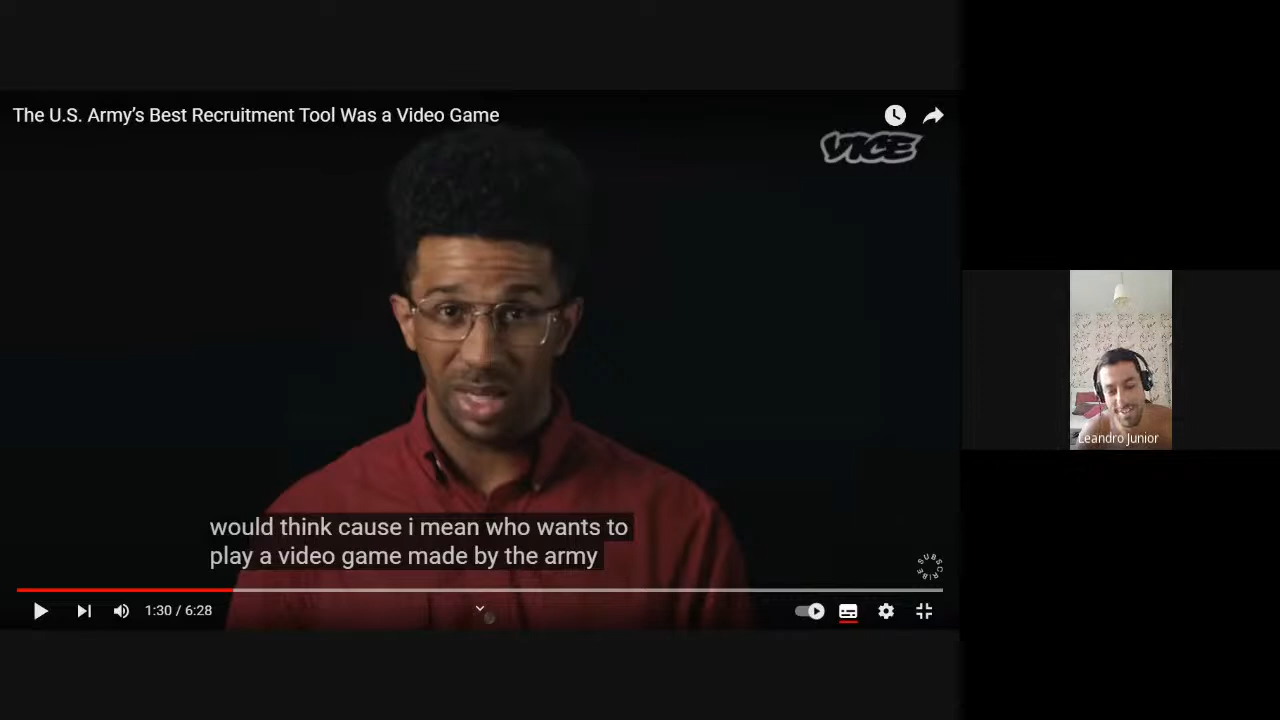 The U.S. Army’s Best Recruitment Tool Was a Video Game
VICE
would think cause i mean who wants to
play a video game made by the army
SUBSCRIBE
1:30 / 6:28
Leandro Junior